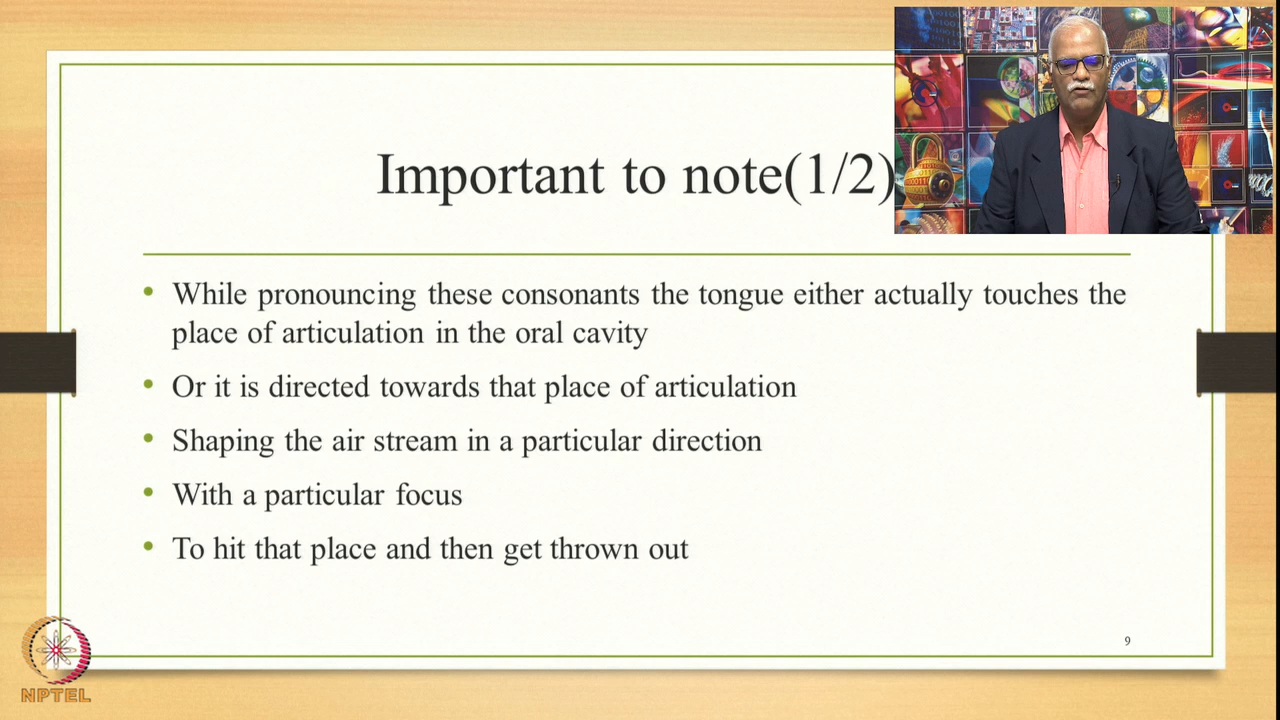 Important to note(1/2)
• While pronouncing these consonants the tongue either actually touches the
place of articulation in the oral cavity
• Or it is directed towards that place of articulation
• Shaping the air stream in a particular direction
• With a particular focus
• To hit that place and then get thrown out
9
NPTEL